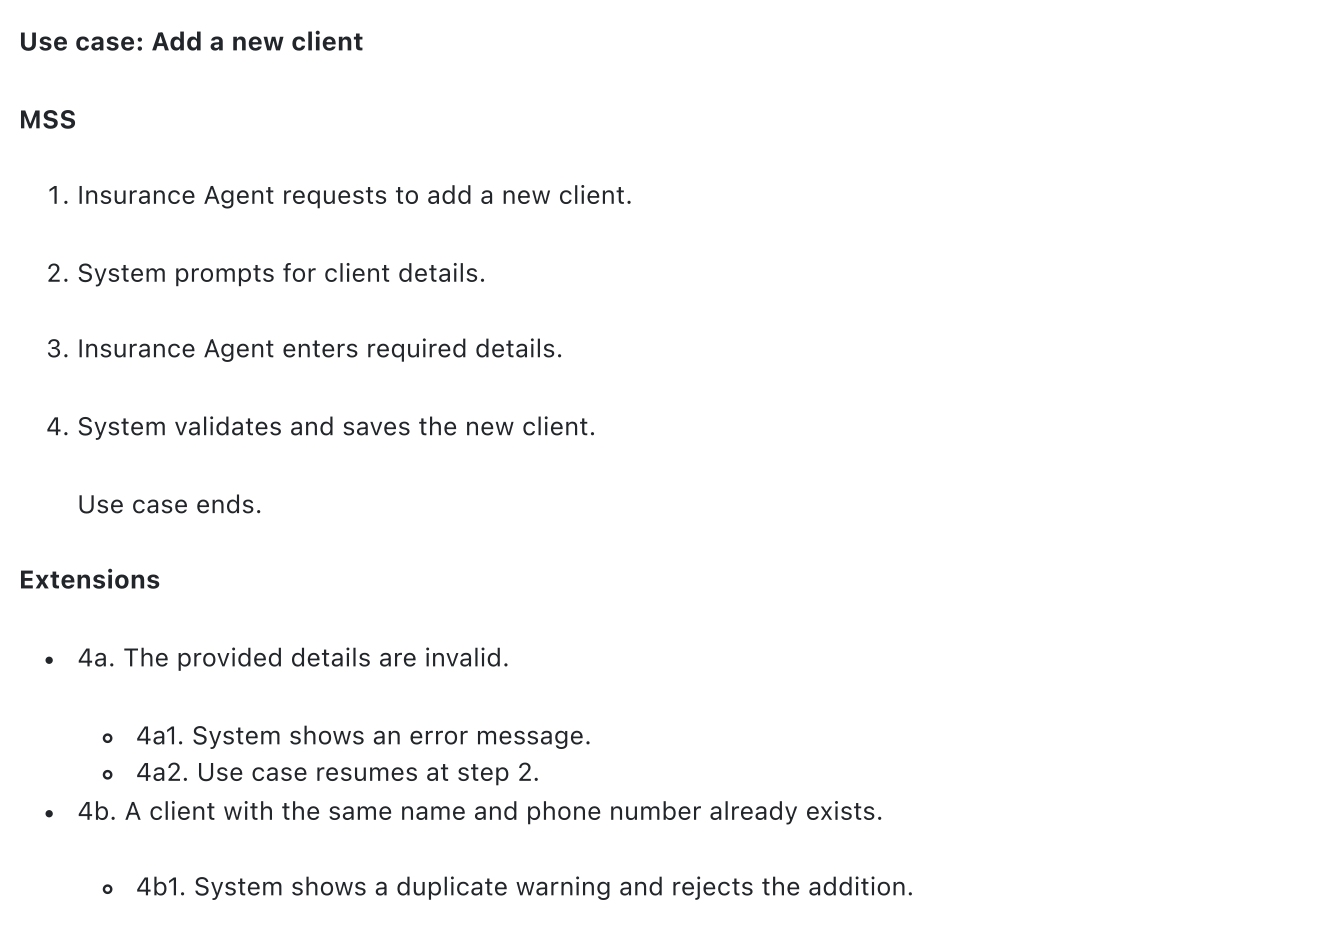 Use case: Add a new client
MSS
1. Insurance Agent requests to add a new client.
2. System prompts for client details.
3. Insurance Agent enters required details.
4. System validates and saves the new client.
Use case ends.
Extensions
• 4a. The provided details are invalid.
◦ 4a1. System shows an error message.
◦ 4a2. Use case resumes at step 2.
• 4b. A client with the same name and phone number already exists.
◦ 4b1. System shows a duplicate warning and rejects the addition.